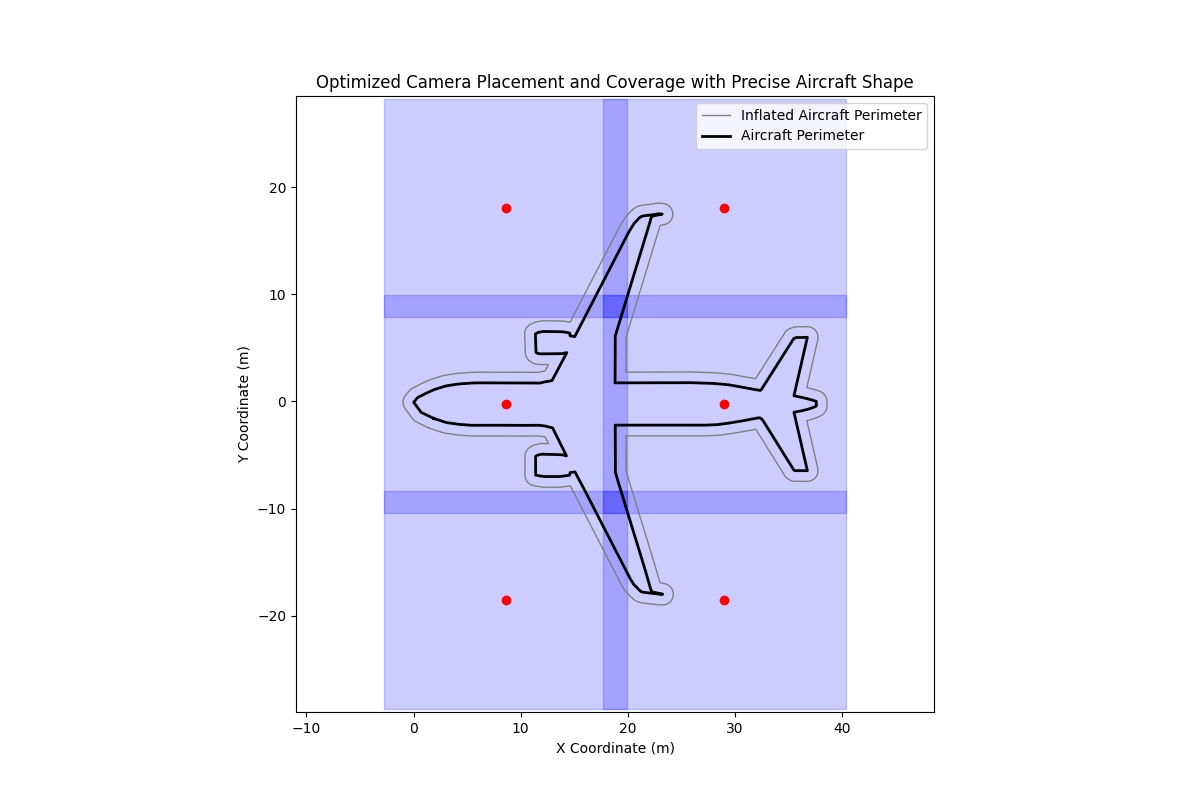 Optimized Camera Placement and Coverage with Precise Aircraft Shape
Inflated Aircraft Perimeter
Aircraft Perimeter
Y Coordinate (m)
20
10
0
−10
−20
−10 0 10 20 30 40
X Coordinate (m)